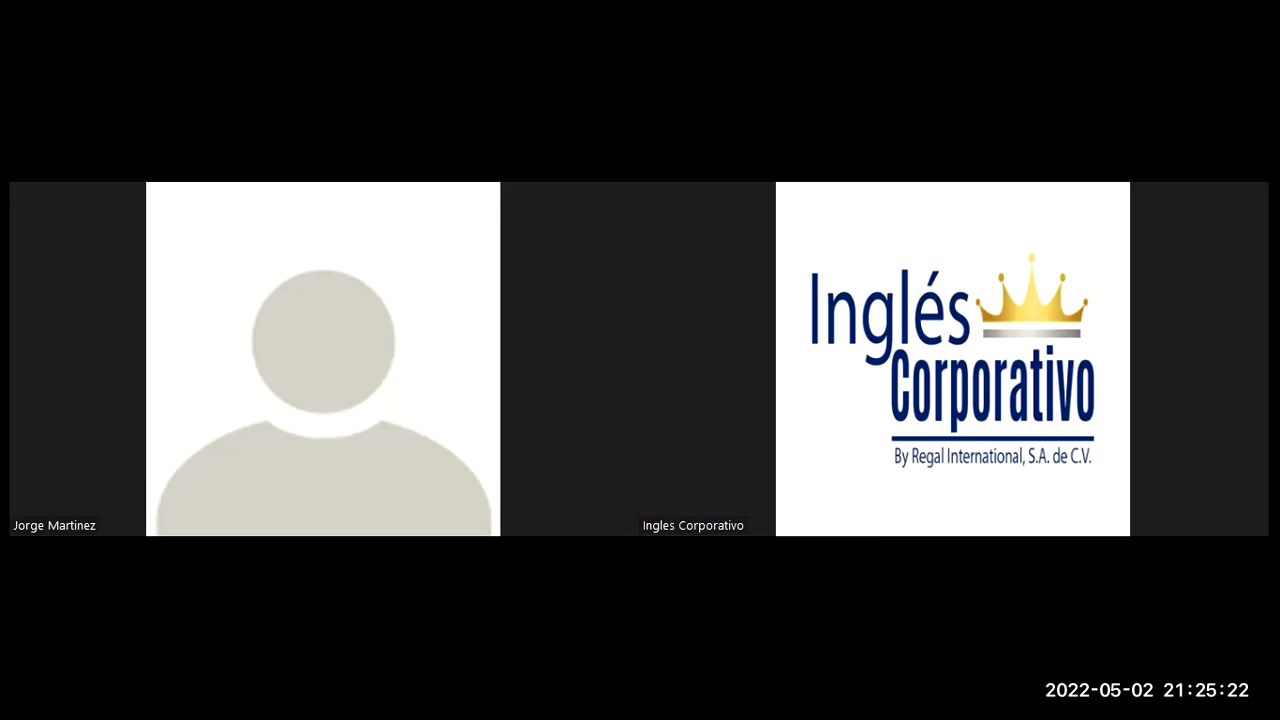 Inglés
Corporativo
By Regal International, S.A. de C.V.
Jorge Martinez
Ingles Corporativo
2022-05-02 21:25:22